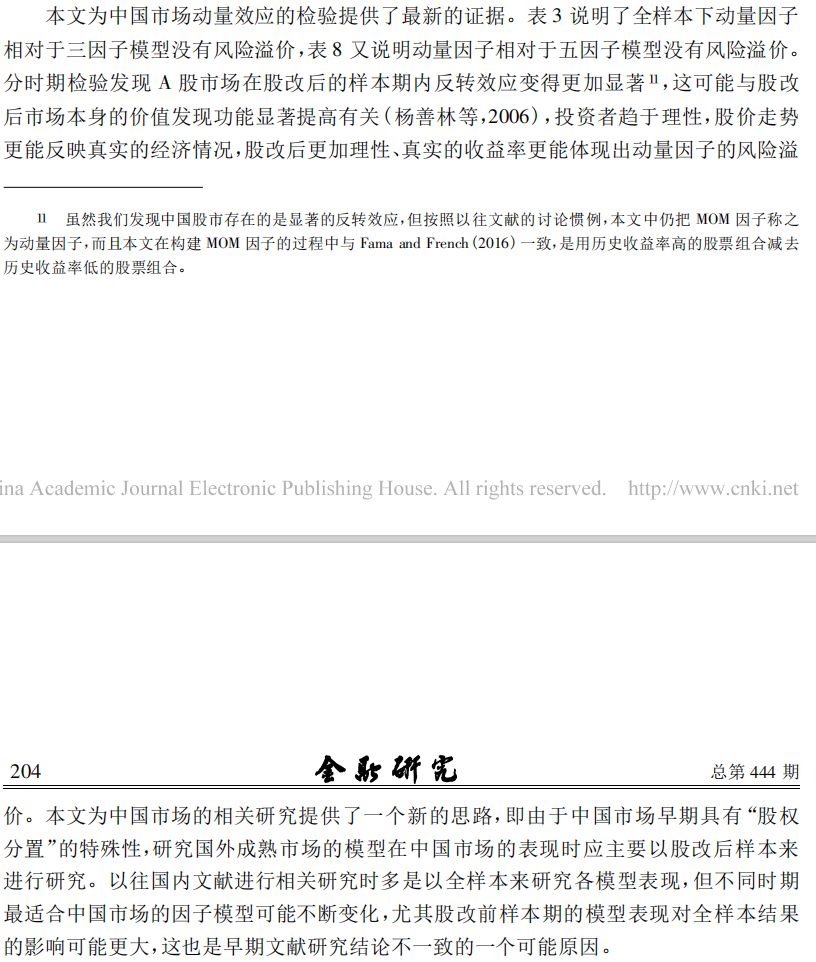 本文为中国市场动量效应的检验提供了最新的证据。表 3 说明了全样本下动量因子
相对于三因子模型没有风险溢价,表 8 又说明动量因子相对于五因子模型没有风险溢价。
分时期检验发现 A 股市场在股改后的样本期内反转效应变得更加显著11,这可能与股改
后市场本身的价值发现功能显著提高有关(杨善林等,2006),投资者趋于理性,股价走势
更能反映真实的经济情况,股改后更加理性、真实的收益率更能体现出动量因子的风险溢
11 虽然我们发现中国股市存在的是显著的反转效应,但按照以往文献的讨论惯例,本文中仍把 MOM 因子称之
为动量因子,而且本文在构建 MOM 因子的过程中与 Fama and French(2016)一致,是用历史收益率高的股票组合减去
历史收益率低的股票组合。
ina Academic Journal Electronic Publishing House. All rights reserved. http://www.cnki.net
204 金融研究 总第 444 期
价。本文为中国市场的相关研究提供了一个新的思路,即由于中国市场早期具有“股权
分置”的特殊性,研究国外成熟市场的模型在中国市场的表现时应主要以股改后样本来
进行研究。以往国内文献进行相关研究时多是以全样本来研究各模型表现,但不同时期
最适合中国市场的因子模型可能不断变化,尤其股改前样本期的模型表现对全样本结果
的影响可能更大,这也是早期文献研究结论不一致的一个可能原因。